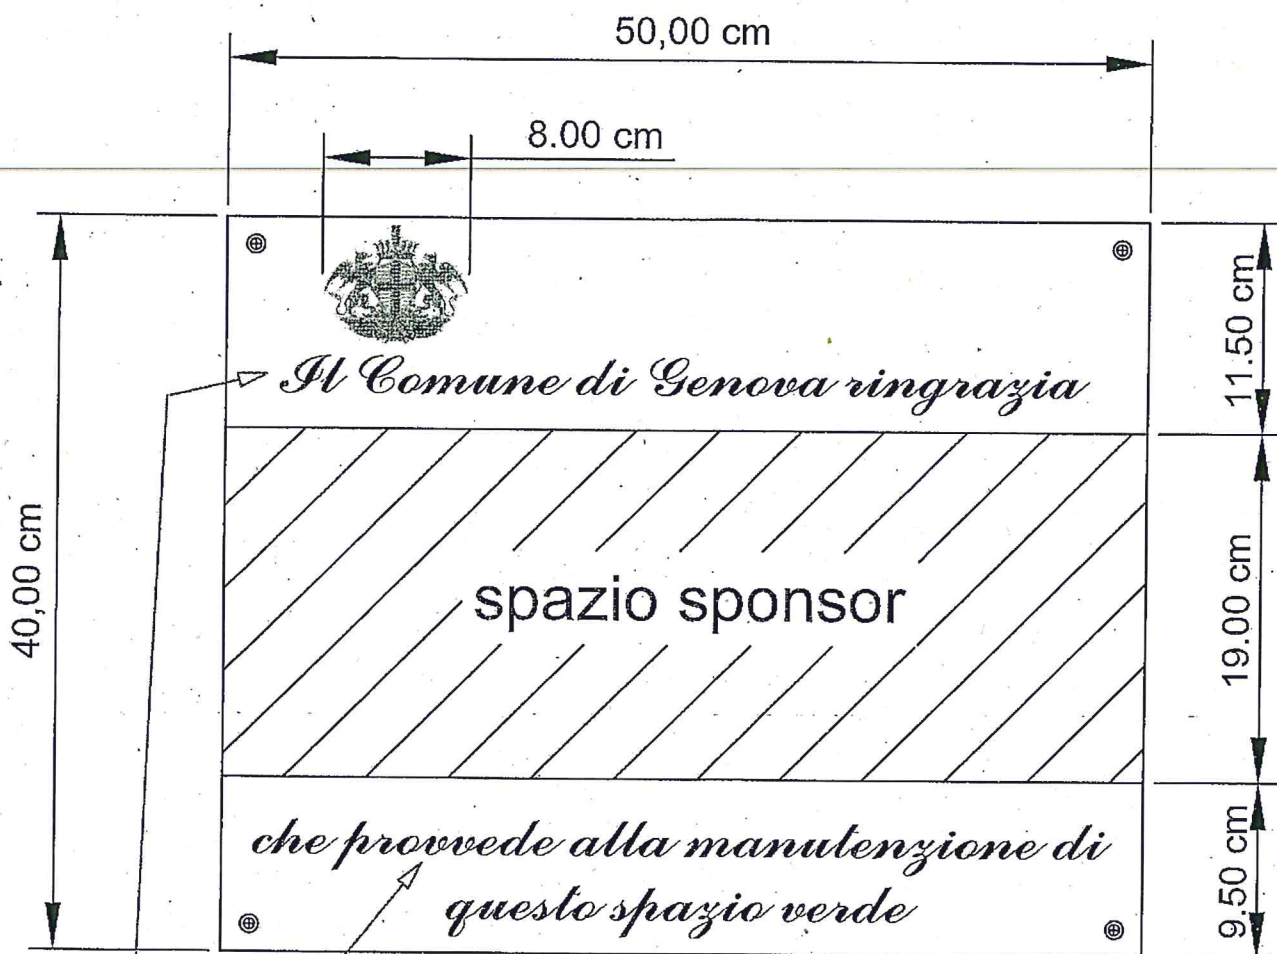 50,00 cm
8.00 cm
11.50 cm
Il Comune di Genova ringrazia
40,00 cm
spazio sponsor
19.00 cm
che provvede alla manutenzione di
questo spazio verde
9.50 cm